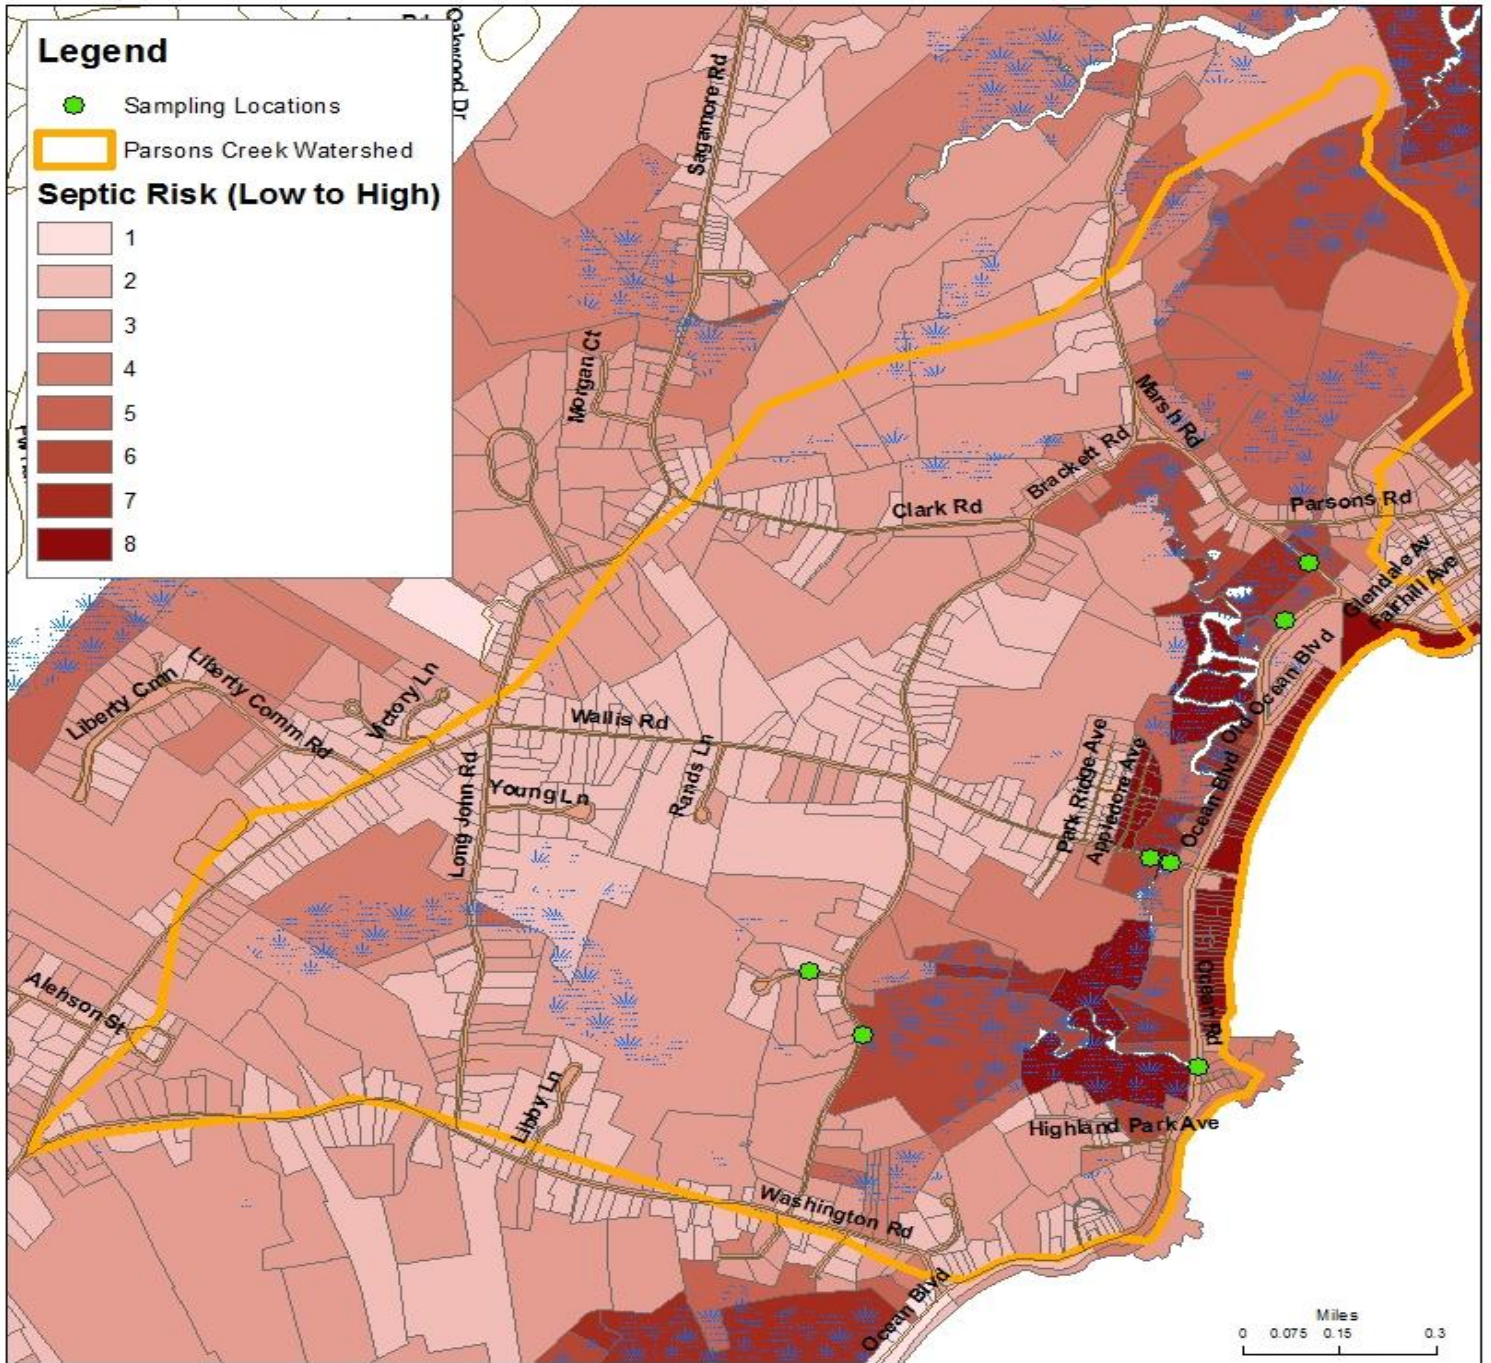 Legend
Sampling Locations
Parsons Creek Watershed
Septic Risk (Low to High)
1
2
3
4
5
6
7
8
Oakwood Dr
Sagamore Rd
Morgan Ct
Marsh Rd
Brackett Rd
Clark Rd
Parsons Rd
Glendale Av
Fairhill Ave
Liberty Cmn
Liberty Comm Rd
Victory Ln
Wallis Rd
Old Ocean Blvd
Long John Rd
Young Ln
Rands Ln
Park Ridge Ave
Appledore Ave
Ocean Blvd
Alehson St
Ocean Rd
Libby Ln
Highland Park Ave
Washington Rd
Ocean Blvd
Miles
0 0.075 0.15 0.3